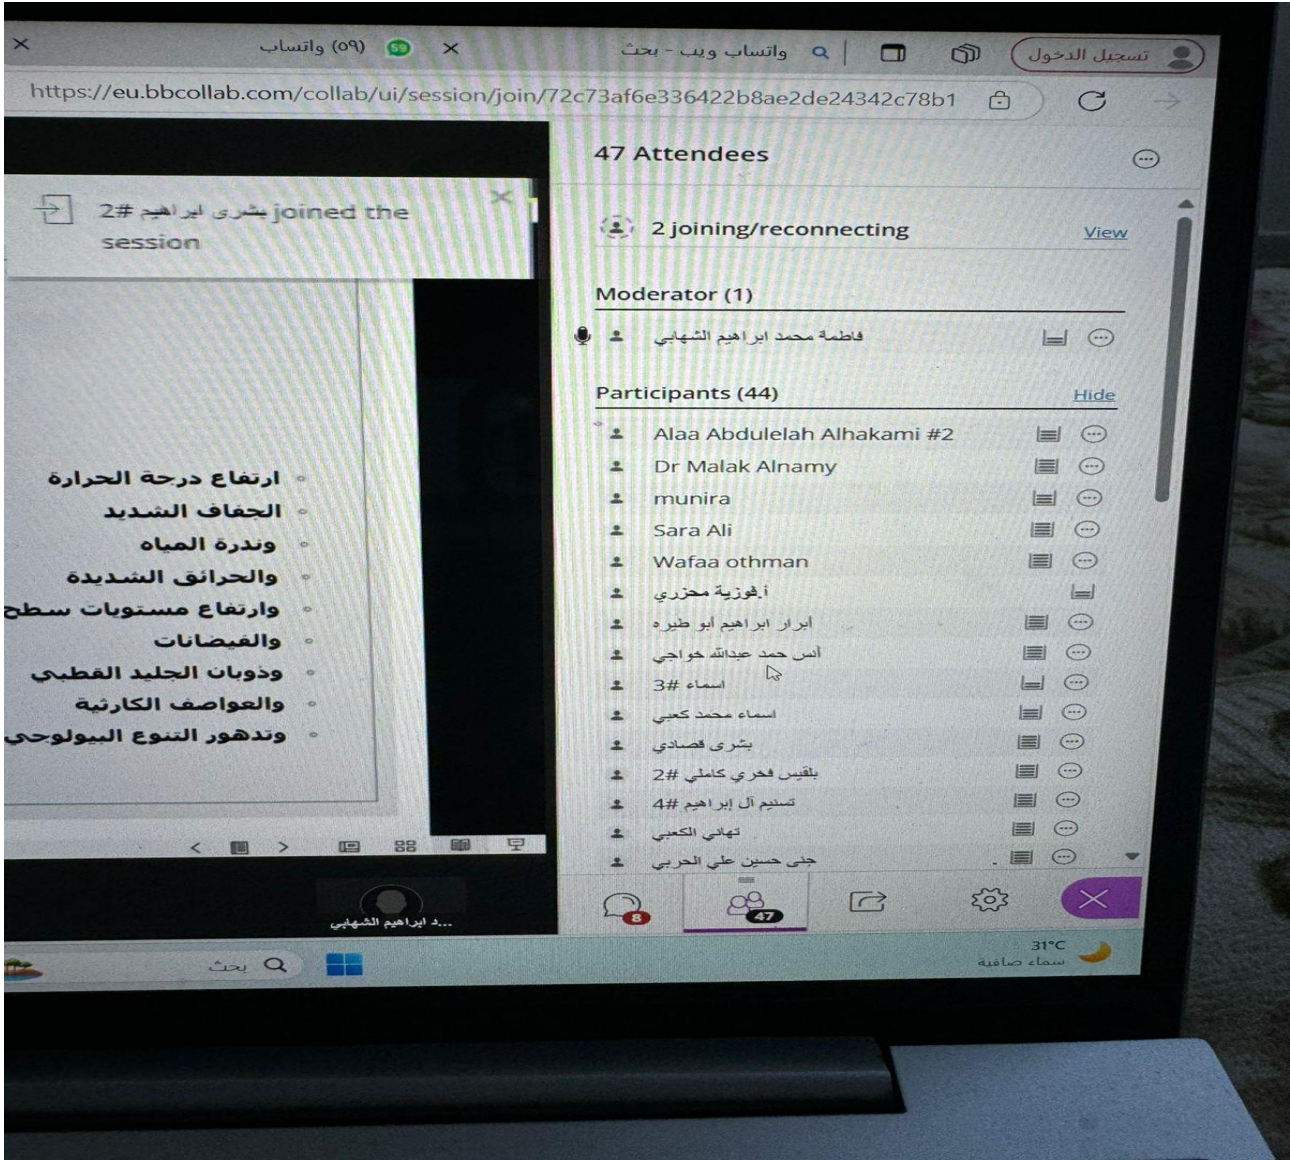 (٥٩) واتساب
واتساب ويب - بحث
تسجيل الدخول
https://eu.bbcollab.com/collab/ui/session/join/72c73af6e336422b8ae2de24342c78b1
بشرى ابراهيم #2 joined the
session
ارتفاع درجة الحرارة
الجفاف الشديد
وندرة المياه
والحرائق الشديدة
وارتفاع مستويات سطح
والفيضانات
وذوبان الجليد القطبي
والعواصف الكارثية
وتدهور التنوع البيولوجي
...د ابراهيم الشهابي
47 Attendees
2 joining/reconnecting
View
Moderator (1)
فاطمة محمد ابراهيم الشهابي
Participants (44)
Hide
Alaa Abdulelah Alhakami #2
Dr Malak Alnamy
munira
Sara Ali
Wafaa othman
أ.فوزية محزري
أبرار ابراهيم أبو طيره
أنس حمد عبدالله خواجي
اسماء #3
اسماء محمد كعبي
بشرى قصادي
بلقيس فخري كاملي #2
تسنيم آل إبراهيم #4
تهاني الكعبي
جنى حسين علي الحربي
8
47
بحث
31°C
سماء صافية